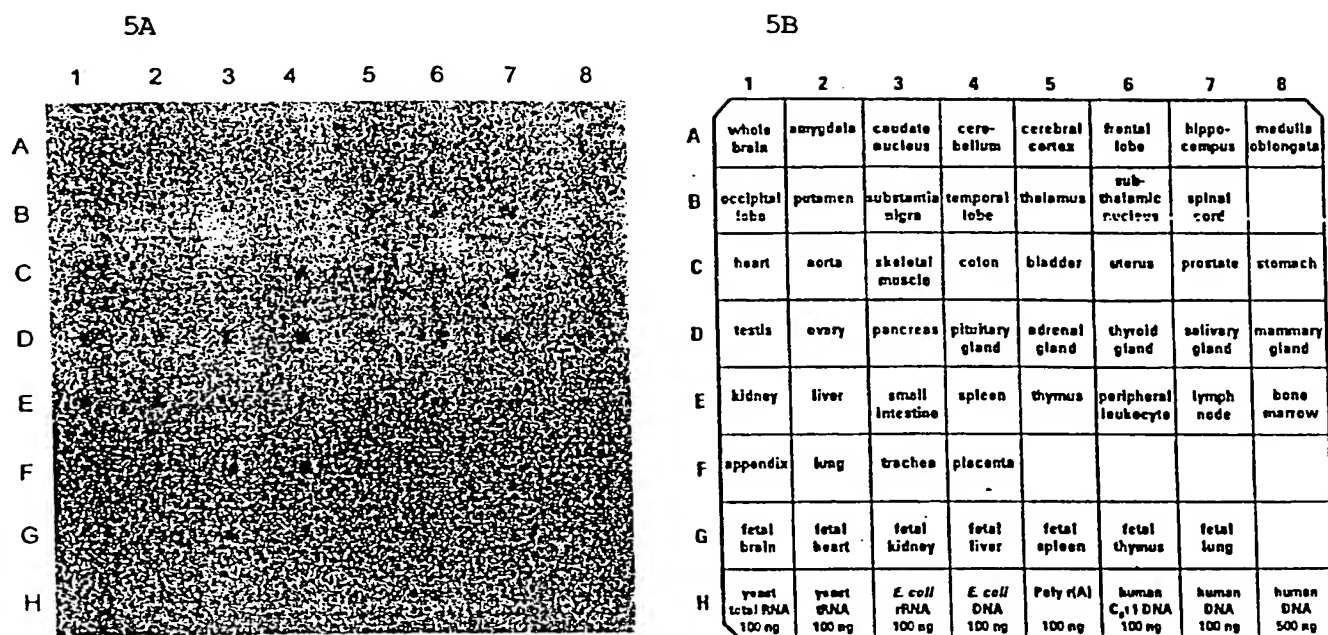 5A
1 2 3 4 5 6 7 8
A
B
C
D
E
F
G
H
5B
1 2 3 4 5 6 7 8
A
whole brain
amygdala
caudate nucleus
cere-
bellum
cerebral cortex
frontal lobe
hippo-
campus
medulla oblongata
B
occipital lobe
putamen
substantia nigra
temporal lobe
thalamus
sub-
thalamic
nucleus
spinal cord
C
heart
aorta
skeletal muscle
colon
bladder
uterus
prostate
stomach
D
testis
ovary
pancreas
pituitary gland
adrenal gland
thyroid gland
salivary gland
mammary gland
E
kidney
liver
small intestine
spleen
thymus
peripheral leukocyte
lymph node
bone marrow
F
appendix
lung
trachea
placenta
G
fetal brain
fetal heart
fetal kidney
fetal liver
fetal spleen
fetal thymus
fetal lung
H
yeast total RNA 100 ng
yeast tRNA 100 ng
E. coli rRNA 100 ng
E. coli DNA 100 ng
Poly r(A) 100 ng
human C₀t1 DNA 100 ng
human DNA 100 ng
human DNA 500 ng